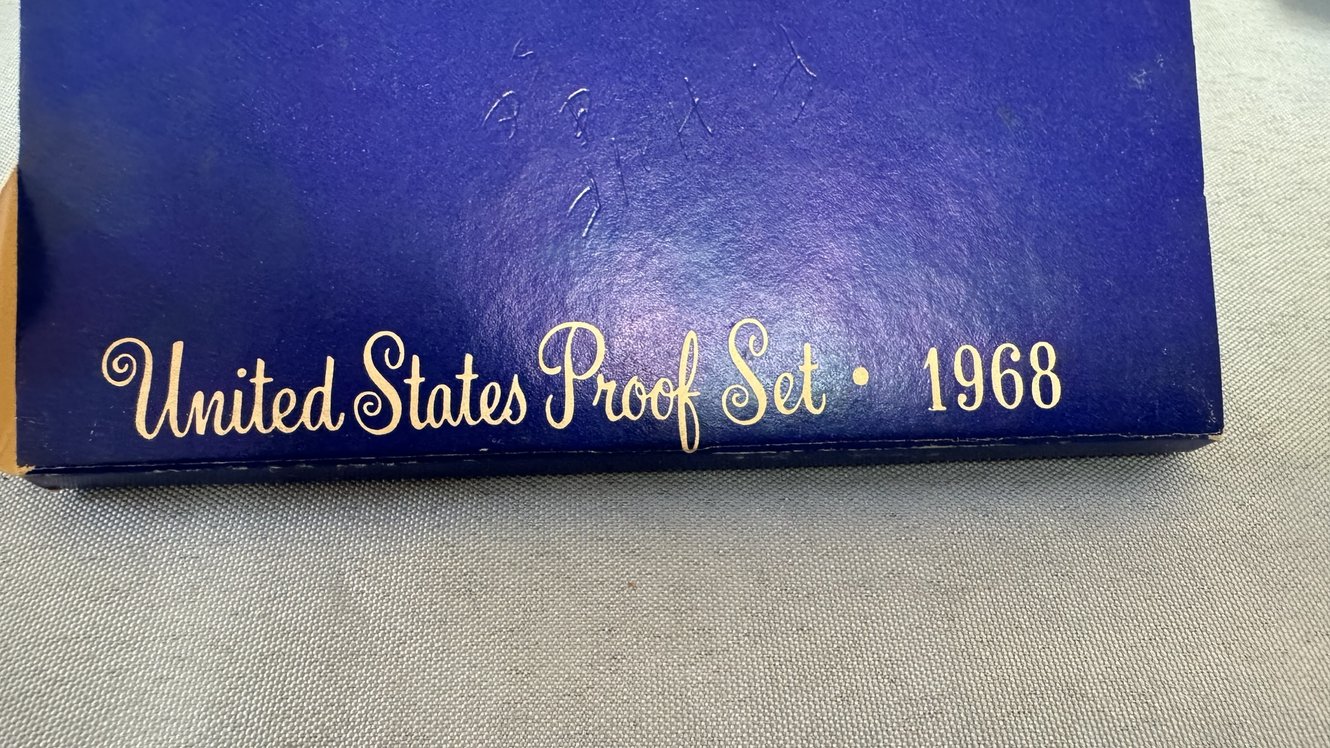 United States Proof Set • 1968